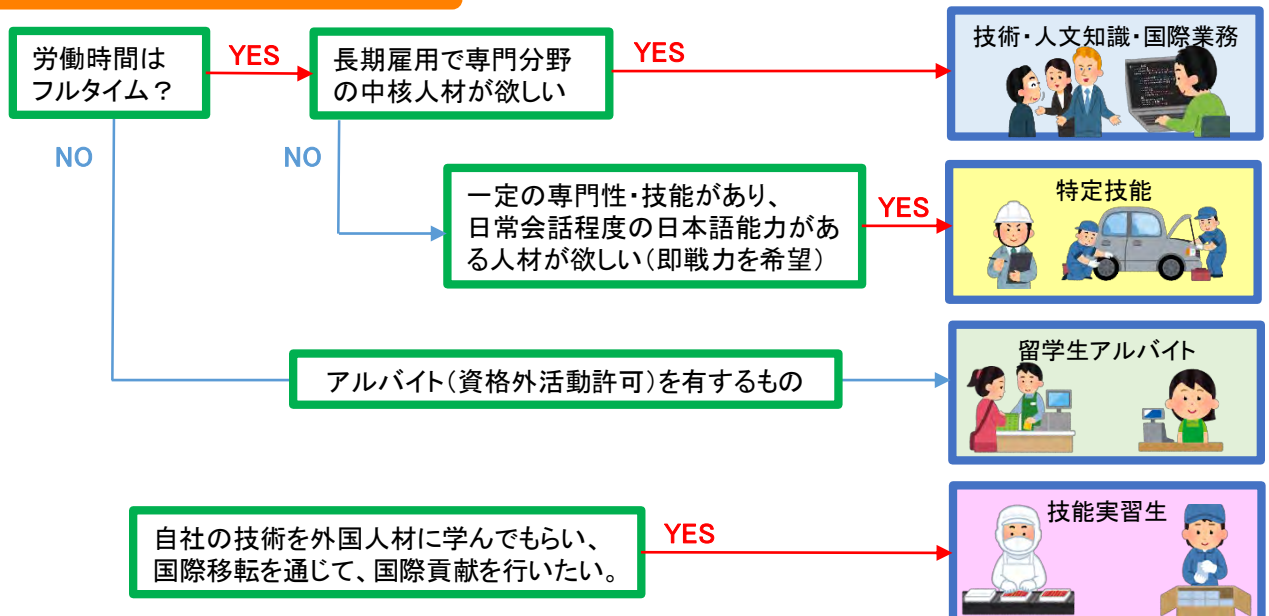 労働時間は
フルタイム？
YES
長期雇用で専門分野
の中核人材が欲しい
YES
技術・人文知識・国際業務
NO
NO
一定の専門性・技能があり、
日常会話程度の日本語能力があ
る人材が欲しい（即戦力を希望）
YES
特定技能
アルバイト（資格外活動許可）を有するもの
留学生アルバイト
自社の技術を外国人材に学んでもらい、
国際移転を通じて、国際貢献を行いたい。
YES
技能実習生